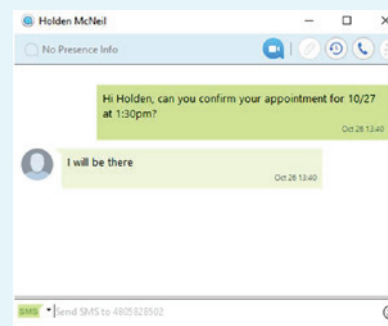 Holden McNeil
No Presence Info
Hi Holden, can you confirm your appointment for 10/27
at 1:30pm?
Oct 26 13:40
I will be there
Oct 26 13:40
SMS Send SMS to 4805828502